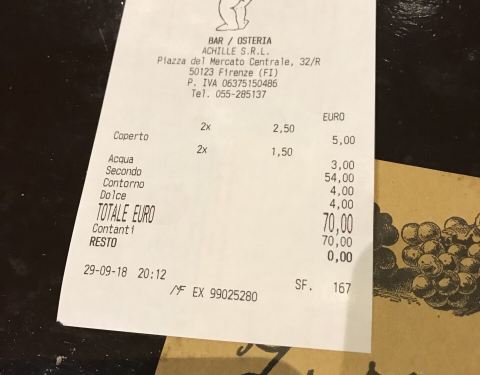 BAR / OSTERIA
ACHILLE S.R.L.
Piazza del Mercato Centrale, 32/R
50123 Firenze (FI)
P. IVA 06375150486
Tel. 055-285137
EURO
2x 2,50
Coperto 5,00
2x 1,50
Acqua 3,00
Secondo 54,00
Contorno 4,00
Dolce 4,00
TOTALE EURO 70,00
Contanti 70,00
RESTO 0,00
29-09-18 20:12 SF. 167
MF EX 99025280